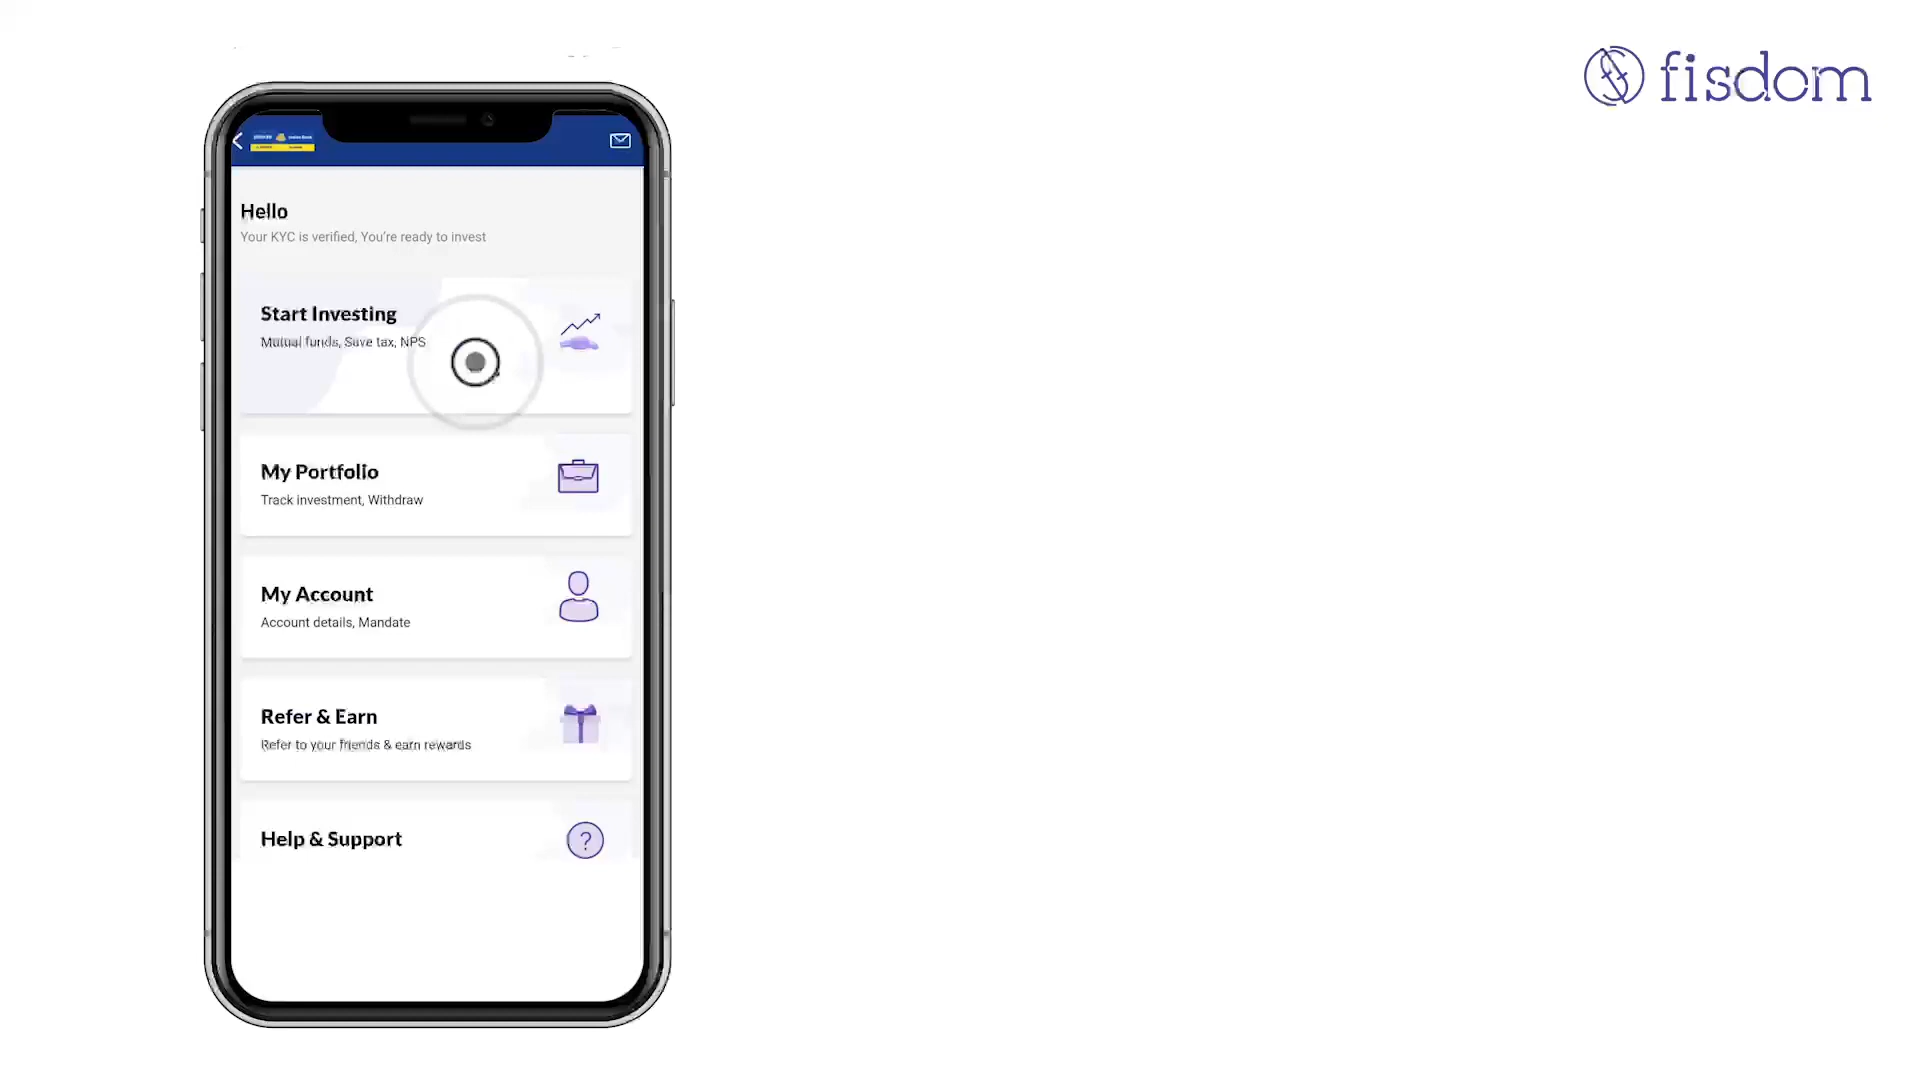 fisdom
Hello
Your KYC is verified, You're ready to invest
Start Investing
Mutual funds, Save tax, NPS
My Portfolio
Track investment, Withdraw
My Account
Account details, Mandate
Refer & Earn
Refer to your friends & earn rewards
Help & Support
?